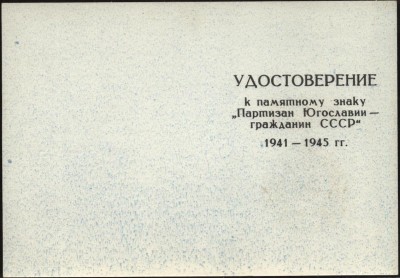 УДОСТОВЕРЕНИЕ
к памятному знаку
„Партизан Югославии —
гражданин СССР“
1941 — 1945 гг.